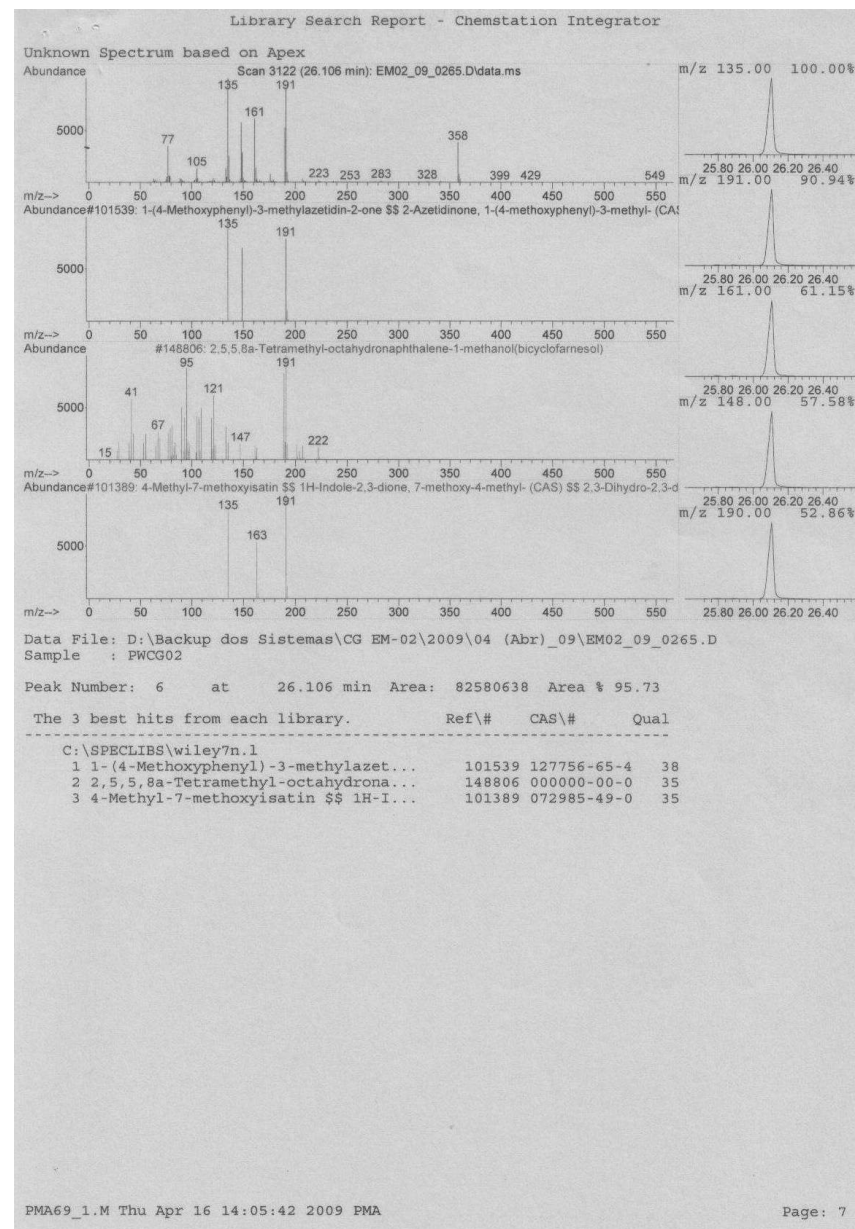 Library Search Report - Chemstation Integrator
Unknown Spectrum based on Apex
Abundance
Scan 3122 (26.106 min): EM02_09_0265.D\data.ms
135
191
161
5000
77
105
358
223 253 283 328 399 429 549
m/z-->
Abundance #101539: 1-(4-Methoxyphenyl)-3-methylazetidin-2-one $$ 2-Azetidinone, 1-(4-methoxyphenyl)-3-methyl- (CAS
135
191
5000
m/z--> 0 50 100 150 200 250 300 350 400 450 500 550
Abundance #148806: 2,5,5,8a-Tetramethyl-octahydronaphthalene-1-methanol(bicyclofarnesol)
95
191
41
121
5000
67
147
15
222
m/z--> 0 50 100 150 200 250 300 350 400 450 500 550
Abundance #101389: 4-Methyl-7-methoxyisatin $$ 1H-Indole-2,3-dione, 7-methoxy-4-methyl- (CAS) $$ 2,3-Dihydro-2,3-d
135
191
163
5000
m/z--> 0 50 100 150 200 250 300 350 400 450 500 550
m/z 135.00 100.00%
25.80 26.00 26.20 26.40
m/z 191.00 90.94%
25.80 26.00 26.20 26.40
m/z 161.00 61.15%
25.80 26.00 26.20 26.40
m/z 148.00 57.58%
25.80 26.00 26.20 26.40
m/z 190.00 52.86%
25.80 26.00 26.20 26.40
Data File: D:\Backup dos Sistemas\CG EM-02\2009\04 (Abr)_09\EM02_09_0265.D
Sample : PWCG02
Peak Number: 6 at 26.106 min Area: 82580638 Area % 95.73
The 3 best hits from each library. Ref\# CAS\# Qual
C:\SPECLIBS\wiley7n.l
1 1-(4-Methoxyphenyl)-3-methylazet... 101539 127756-65-4 38
2 2,5,5,8a-Tetramethyl-octahydrona... 148806 000000-00-0 35
3 4-Methyl-7-methoxyisatin $$ 1H-I... 101389 072985-49-0 35
PMA69_1.M Thu Apr 16 14:05:42 2009 PMA
Page: 7